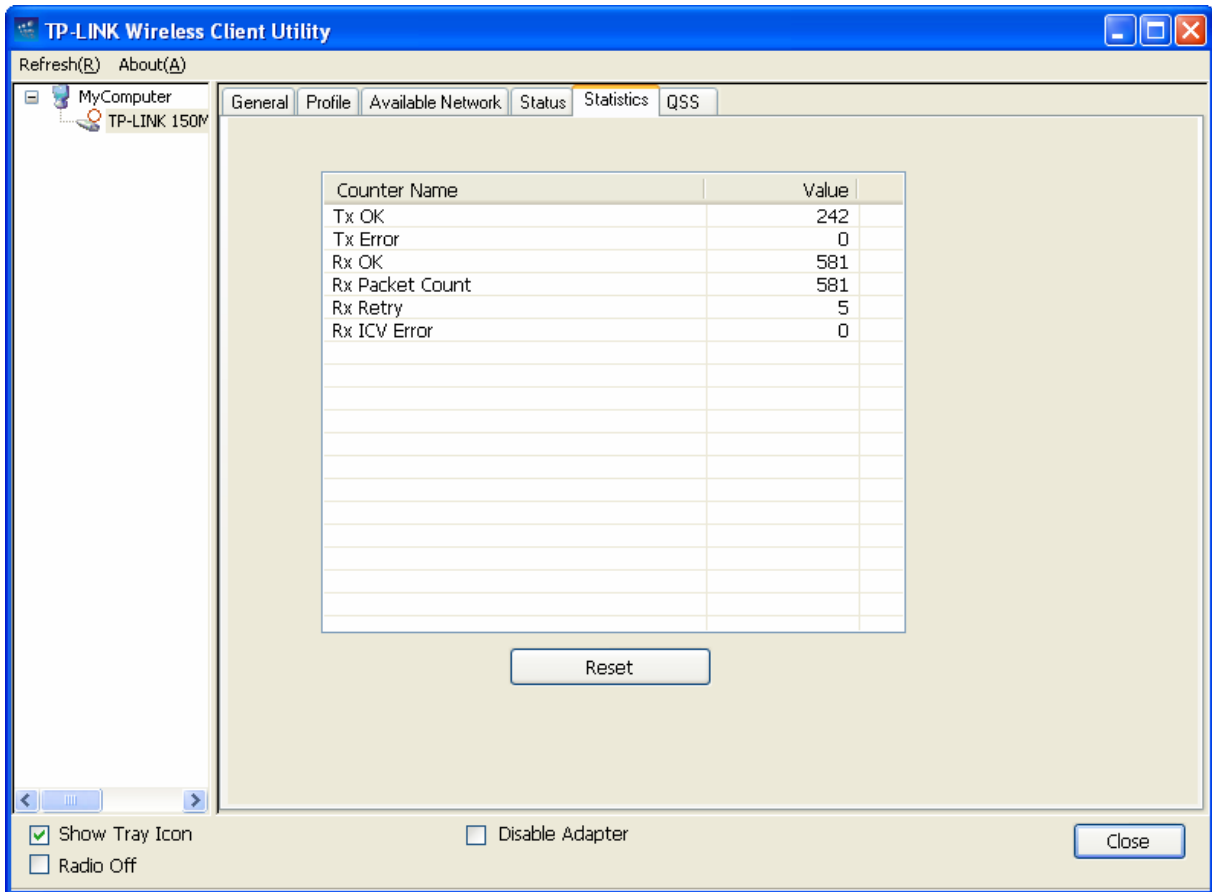 TP-LINK Wireless Client Utility
Refresh(R) About(A)
MyComputer
TP-LINK 150M
General Profile Available Network Status Statistics QSS
Counter Name Value
Tx OK 242
Tx Error 0
Rx OK 581
Rx Packet Count 581
Rx Retry 5
Rx ICV Error 0
Reset
Show Tray Icon Disable Adapter
Radio Off
Close